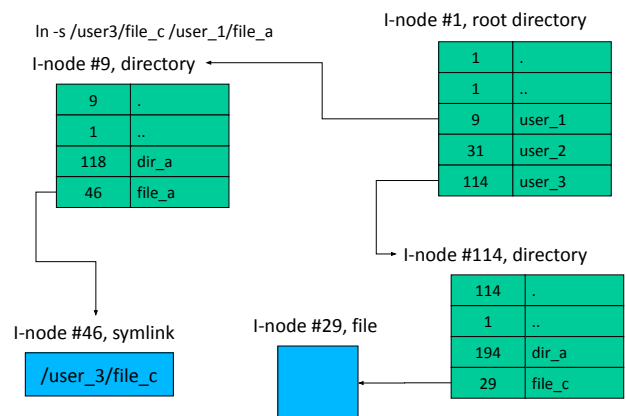 ln -s /user3/file_c /user_1/file_a
I-node #1, root directory
1 .
1 ..
9 user_1
31 user_2
114 user_3
I-node #9, directory
9 .
1 ..
118 dir_a
46 file_a
I-node #114, directory
114 .
1 ..
194 dir_a
29 file_c
I-node #46, symlink
/user_3/file_c
I-node #29, file